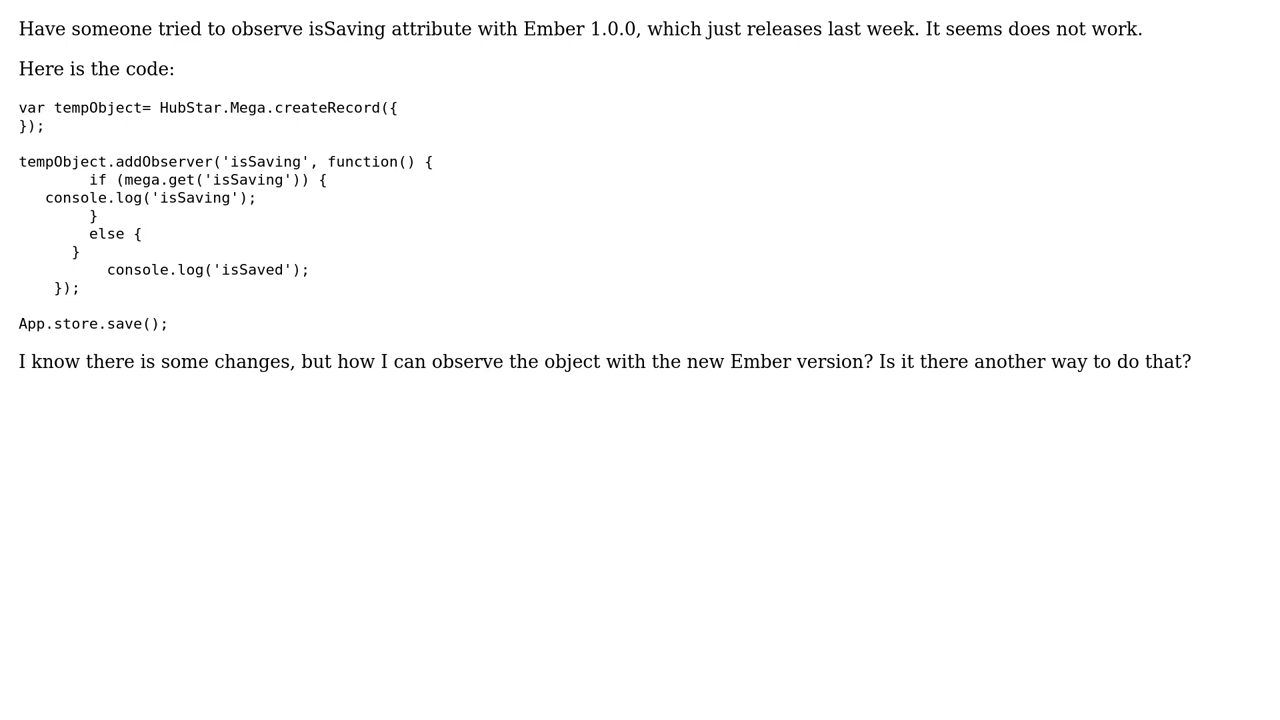 Have someone tried to observe isSaving attribute with Ember 1.0.0, which just releases last week. It seems does not work.
Here is the code:
var tempObject= HubStar.Mega.createRecord({
});
tempObject.addObserver('isSaving', function() {
        if (mega.get('isSaving')) {
   console.log('isSaving');
        }
        else {
      }
          console.log('isSaved');
    });
App.store.save();
I know there is some changes, but how I can observe the object with the new Ember version? Is it there another way to do that?